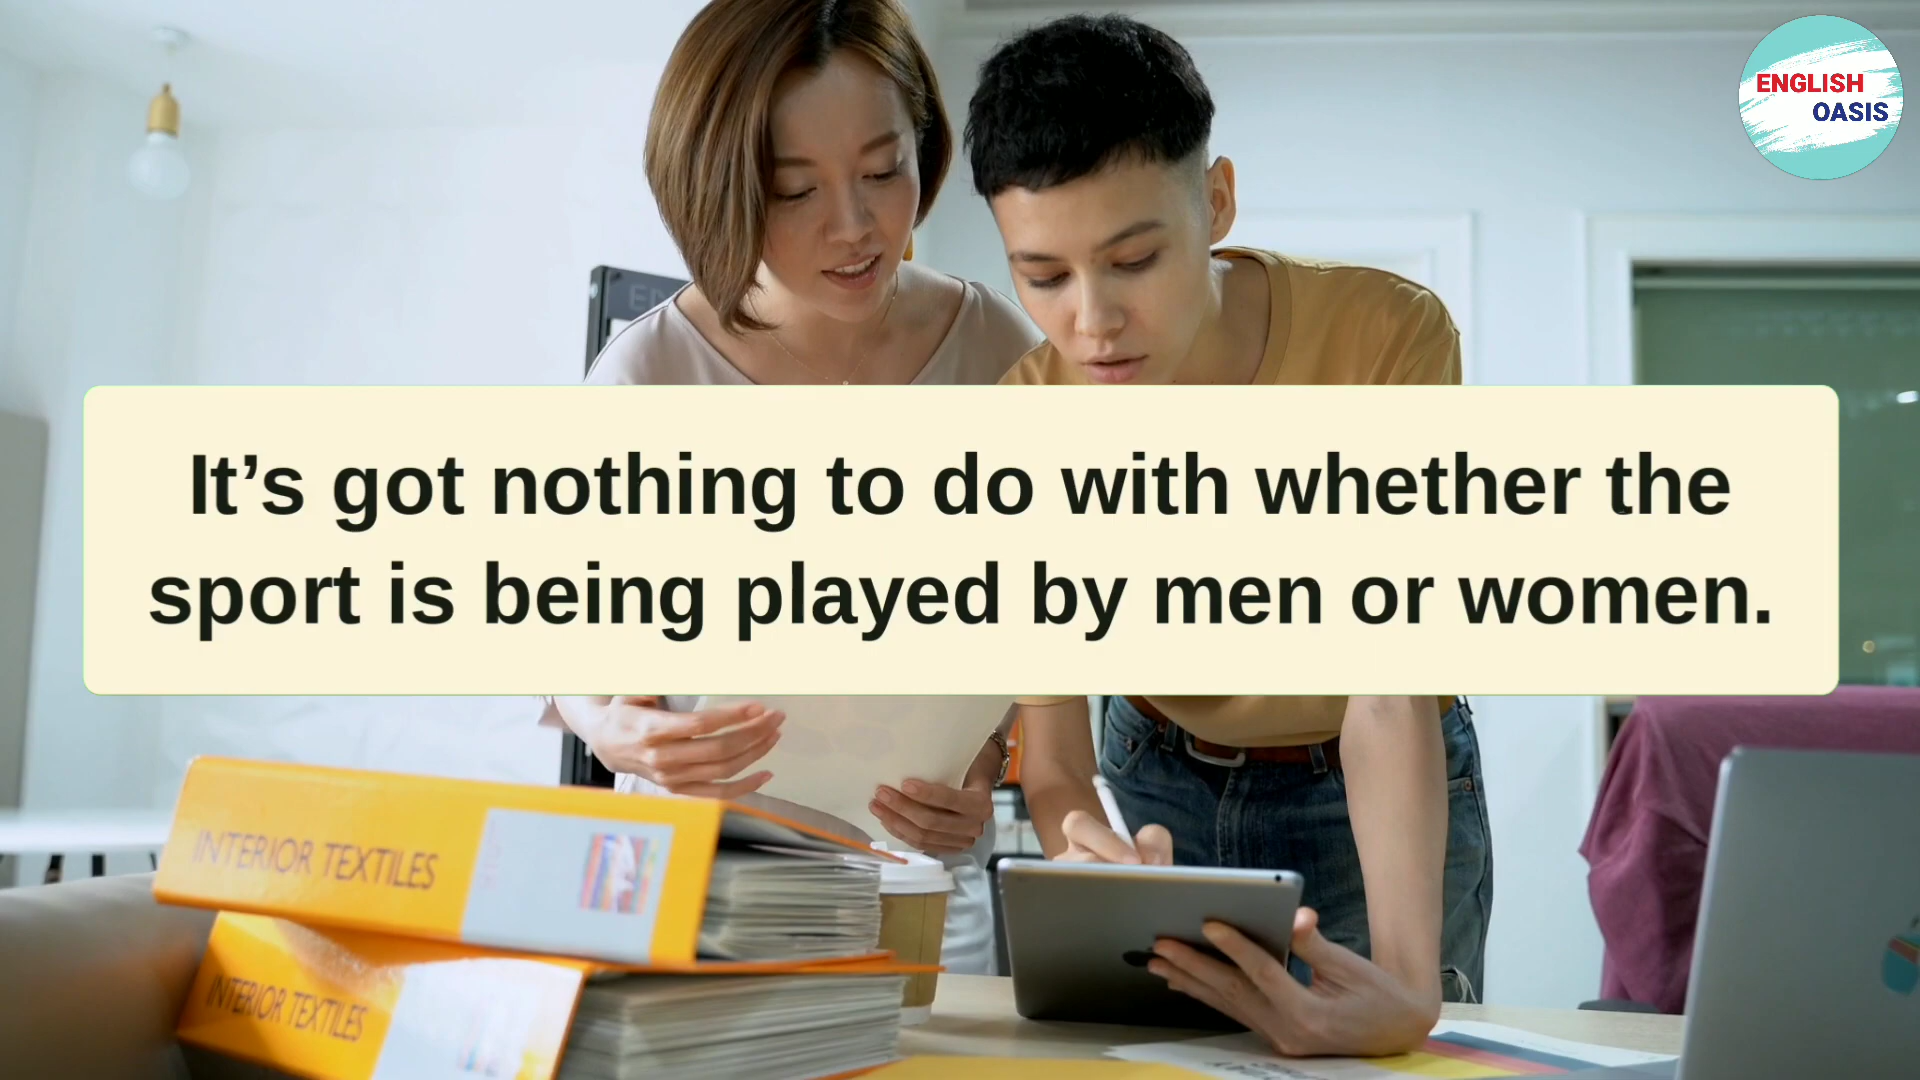 ENGLISH
OASIS
It’s got nothing to do with whether the
sport is being played by men or women.
INTERIOR TEXTILES
INTERIOR TEXTILES